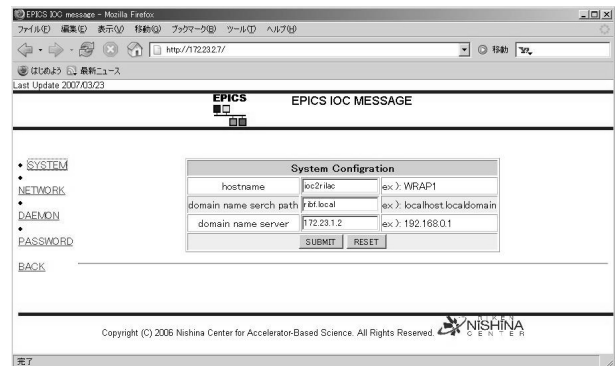 EPICS IOC message - Mozilla Firefox
ファイル(F) 編集(E) 表示(V) 移動(G) ブックマーク(B) ツール(T) ヘルプ(H)
http://172.23.2.7/ 移動
はじめよう 最新ニュース
Last Update 2007/03/23
EPICS EPICS IOC MESSAGE
SYSTEM
NETWORK
DAEMON
PASSWORD
BACK
System Configration
hostname ioc2rilac ex ): WRAP1
domain name serch path ribf.local ex ): localhost.localdomain
domain name server 172.23.1.2 ex ): 192.168.0.1
SUBMIT RESET
Copyright (C) 2006 Nishina Center for Accelerator-Based Science. All Rights Reserved.
RIKEN
NISHINA
CENTER
完了